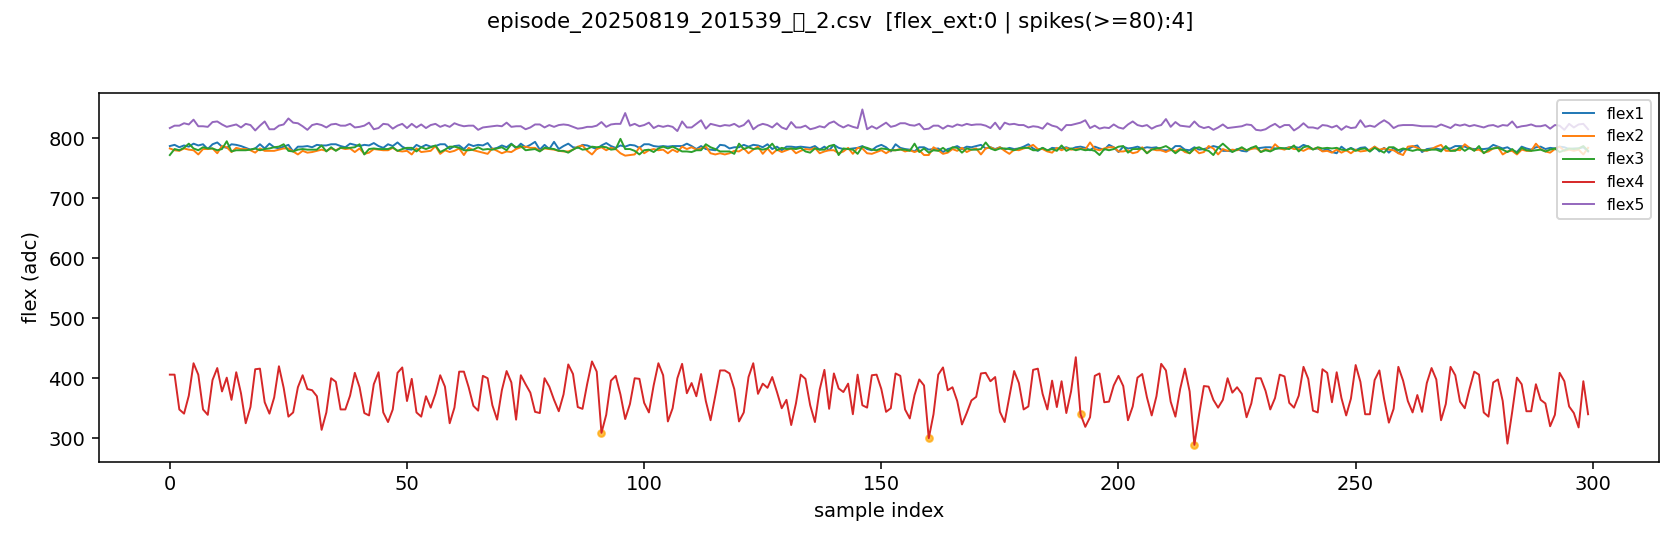 episode_20250819_201539_▯_2.csv  [flex_ext:0 | spikes(>=80):4]
flex (adc)
800
700
600
500
400
300
0
50
100
150
200
250
300
sample index
flex1
flex2
flex3
flex4
flex5